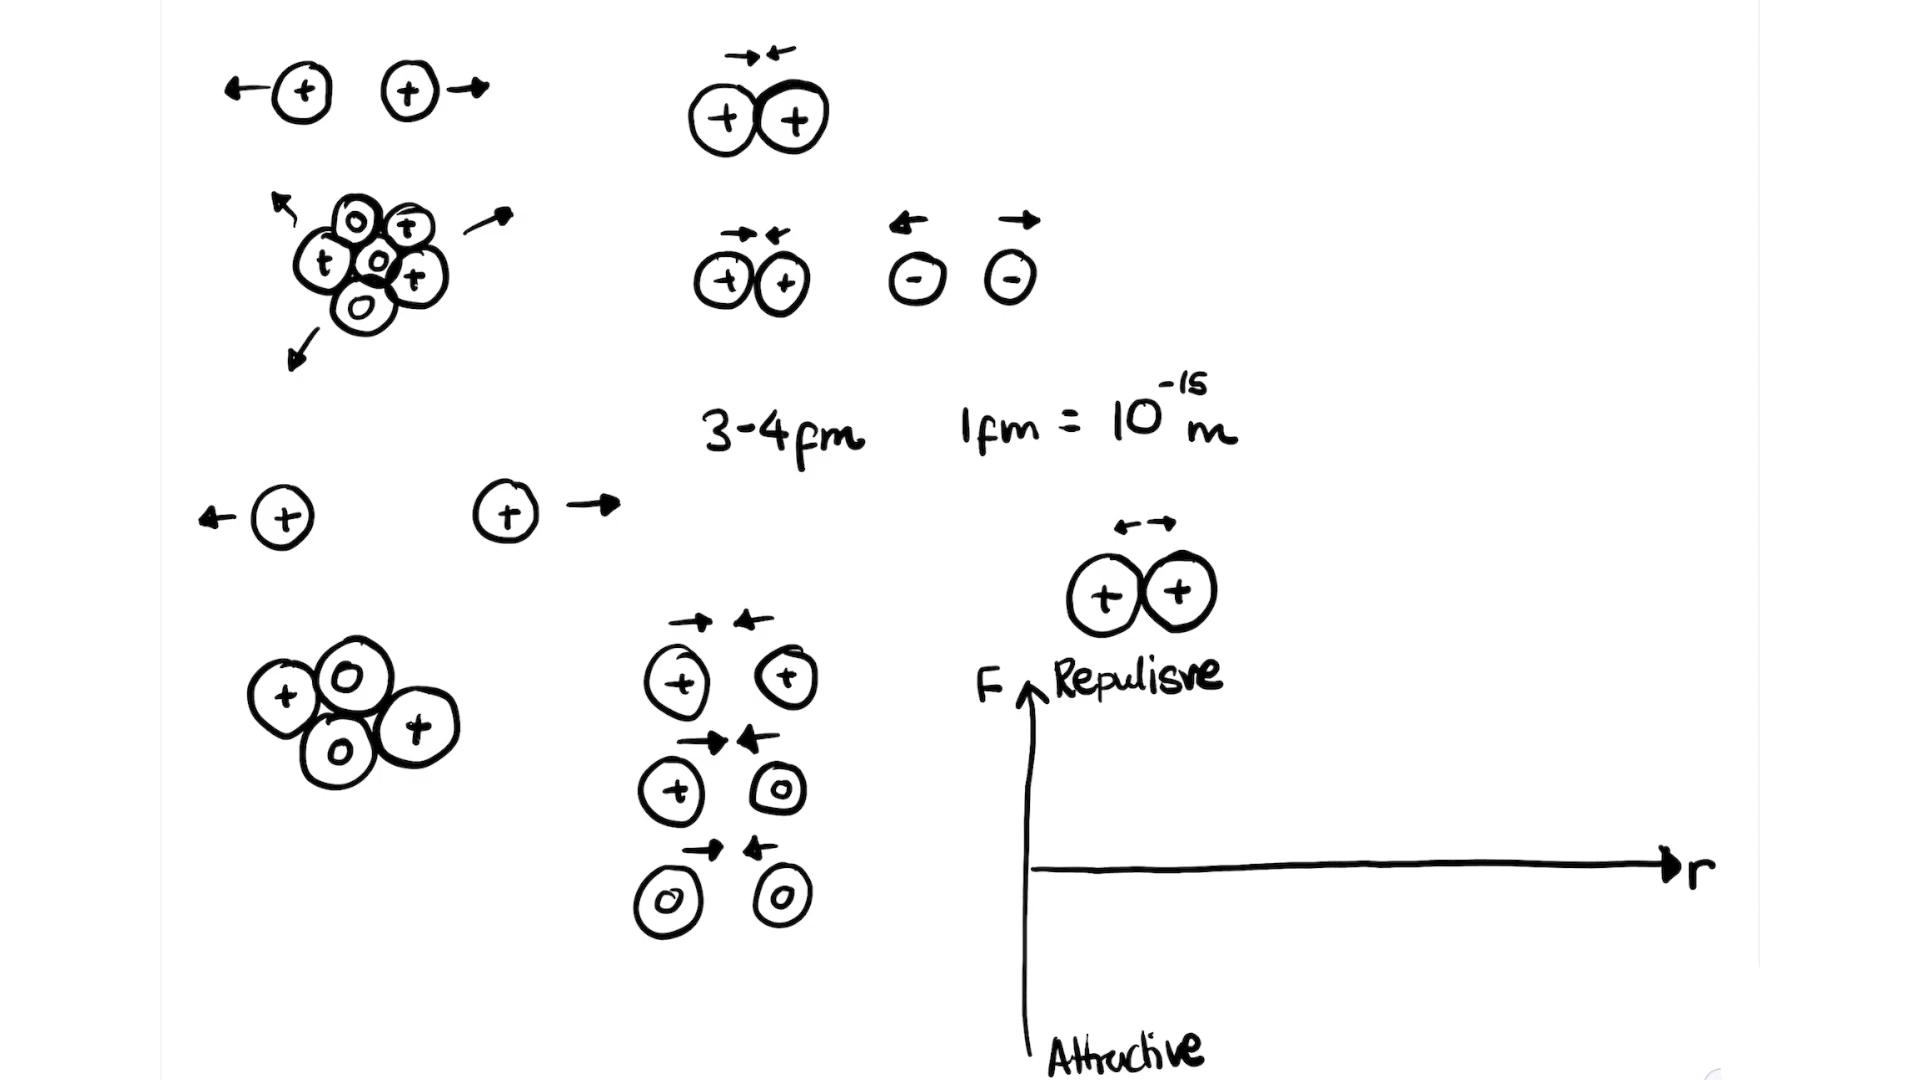 + +
+ +
O +
+ O +
O
+ + - -
3-4fm 1fm = 10^-15 m
+ +
+ +
F Repulisve
+ O + +
O +
+ O
O O
r
Attractive